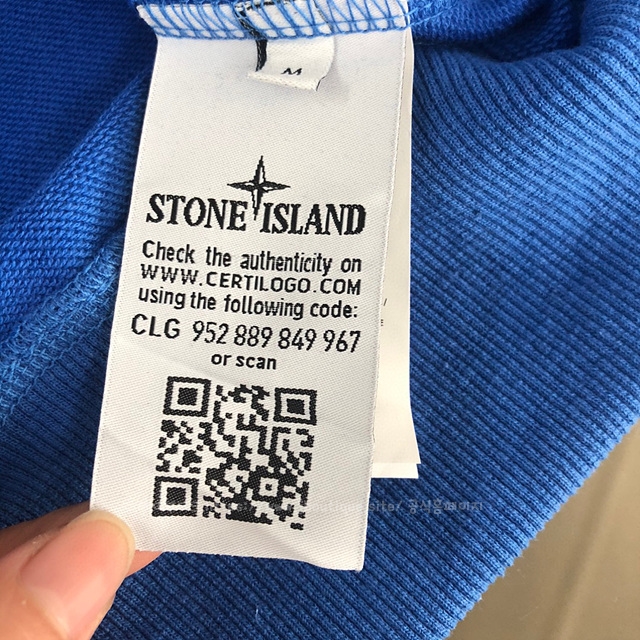 M
STONE ISLAND
Check the authenticity on
WWW.CERTILOGO.COM
using the following code:
CLG 952 889 849 967
or scan